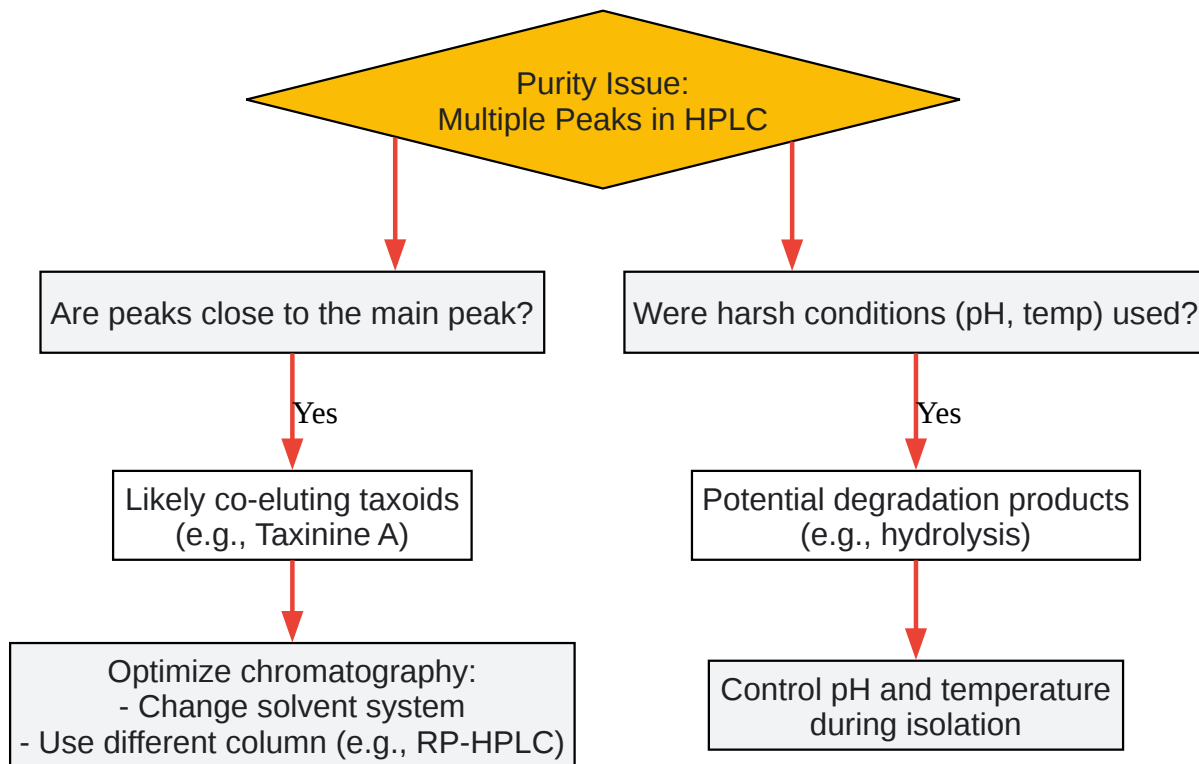 Purity Issue:
Multiple Peaks in HPLC
Are peaks close to the main peak?
Were harsh conditions (pH, temp) used?
Yes
Yes
Likely co-eluting taxoids
(e.g., Taxinine A)
Potential degradation products
(e.g., hydrolysis)
Optimize chromatography:
- Change solvent system
- Use different column (e.g., RP-HPLC)
Control pH and temperature
during isolation